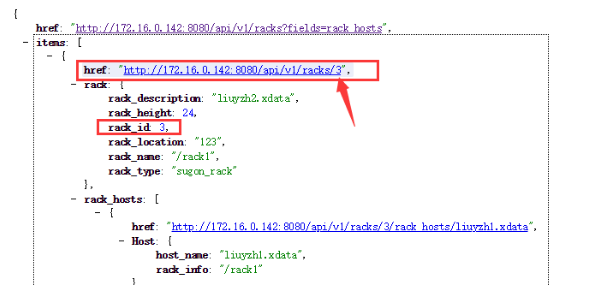 {
href: "http://172.16.0.142:8080/api/v1/racks?fields=rack_hosts",
- items: [
- {
href: "http://172.16.0.142:8080/api/v1/racks/3",
- rack: {
rack_description: "liuyzh2.xdata",
rack_height: 24,
rack_id: 3,
rack_location: "123",
rack_name: "/rack1",
rack_type: "sugon_rack"
},
- rack_hosts: [
- {
href: "http://172.16.0.142:8080/api/v1/racks/3/rack_hosts/liuyzh1.xdata",
- Host: {
host_name: "liuyzh1.xdata",
rack_info: "/rack1"
}